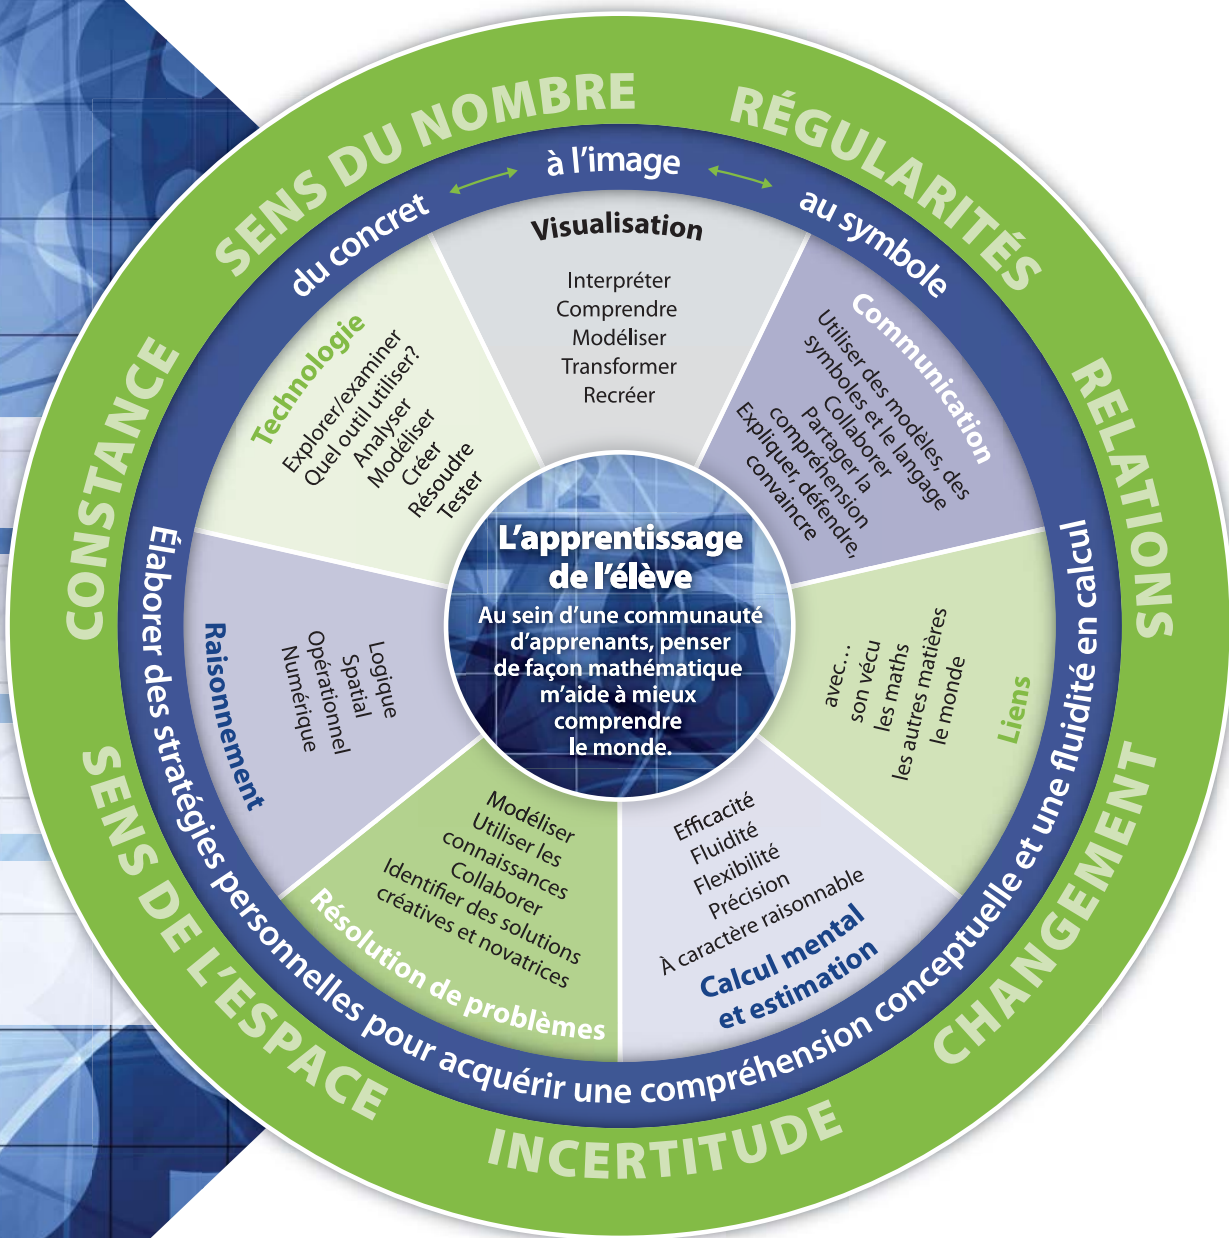 SENS DU NOMBRE
RÉGULARITÉS
RELATIONS
CHANGEMENT
INCERTITUDE
SENS DE L'ESPACE
CONSTANCE
du concret
à l'image
au symbole
Élaborer des stratégies personnelles pour acquérir une compréhension conceptuelle et une fluidité en calcul
Visualisation
Interpréter
Comprendre
Modéliser
Transformer
Recréer
Communication
Utiliser des modèles, des
symboles et le langage
Collaborer
Partager la
compréhension
Expliquer, défendre,
convaincre
Liens
avec...
son vécu
les maths
les autres matières
le monde
Efficacité
Fluidité
Flexibilité
Précision
À caractère raisonnable
Calcul mental
et estimation
Modéliser
Utiliser les
connaissances
Collaborer
Identifier des solutions
créatives et novatrices
Résolution de problèmes
Raisonnement
Logique
Spatial
Opérationnel
Numérique
Technologie
Explorer/examiner
Quel outil utiliser?
Analyser
Modéliser
Créer
Résoudre
Tester
L'apprentissage
de l'élève
Au sein d'une communauté
d'apprenants, penser
de façon mathématique
m'aide à mieux
comprendre
le monde.